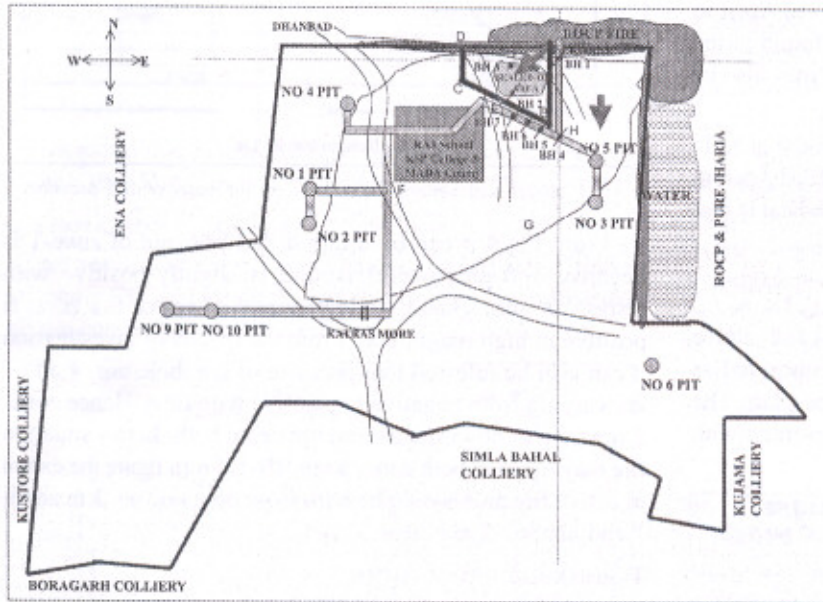 N
W E
S
DHANBAD
D
ROCP FIRE
BH 1
C
BH 2
NO 4 PIT
E
BH 7
BH 6
H
BH 5
BH 4
NO 5 PIT
RSP College &
MADA Colony
ENA COLLIERY
NO 1 PIT
F
NO 2 PIT
NO 3 PIT
WATER
G
ROCP & PURE JHARIA
NO 9 PIT
NO 10 PIT
KATRAS MORE
NO 6 PIT
KUSTORE COLLIERY
SIMLA BAHAL
COLLIERY
KUJAMA
COLLIERY
BORAGARH COLLIERY